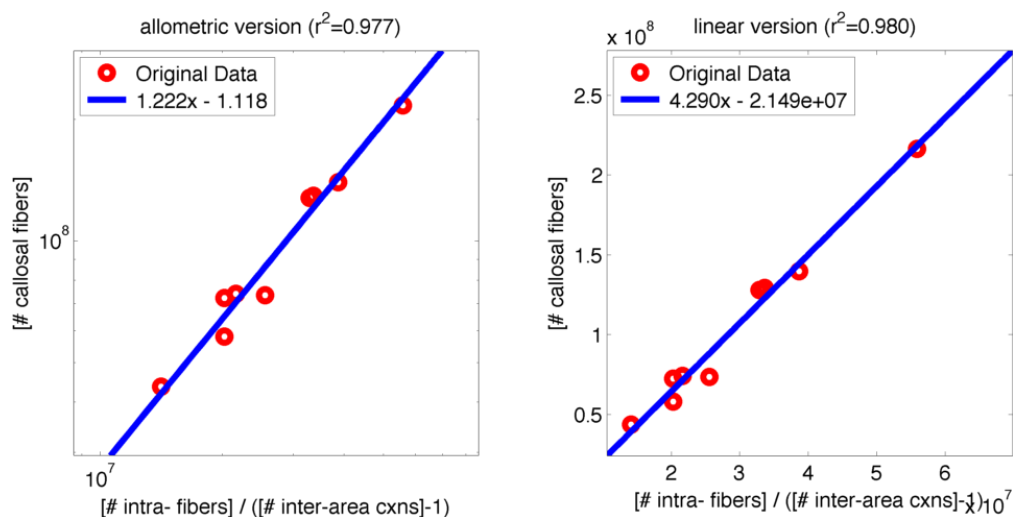 allometric version (r²=0.977)
Original Data
1.222x - 1.118
[# callosal fibers]
10⁸
10⁷
[# intra- fibers] / ([# inter-area cxns]-1)
linear version (r²=0.980)
x 10⁸
Original Data
4.290x - 2.149e+07
[# callosal fibers]
2.5
2
1.5
1
0.5
2 3 4 5 6
[# intra- fibers] / ([# inter-area cxns]-1)
x 10⁷